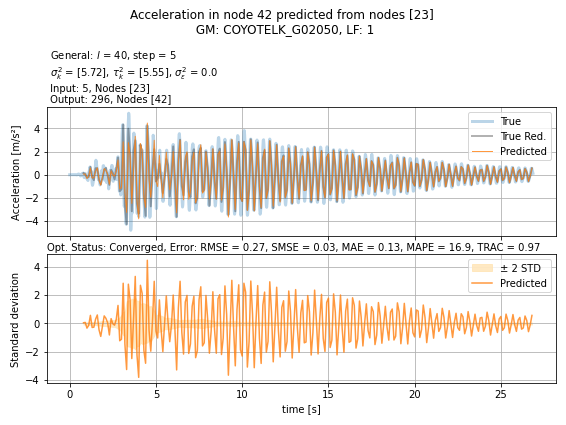 Acceleration in node 42 predicted from nodes [23]
GM: COYOTELK_G02050, LF: 1
General: l = 40, step = 5
σ²ₖ = [5.72], τ²ₖ = [5.55], σ²ε = 0.0
Input: 5, Nodes [23]
Output: 296, Nodes [42]
Acceleration [m/s²]
4
2
0
−2
−4
True
True Red.
Predicted
Opt. Status: Converged, Error: RMSE = 0.27, SMSE = 0.03, MAE = 0.13, MAPE = 16.9, TRAC = 0.97
Standard deviation
4
2
0
−2
−4
± 2 STD
Predicted
0 5 10 15 20 25
time [s]